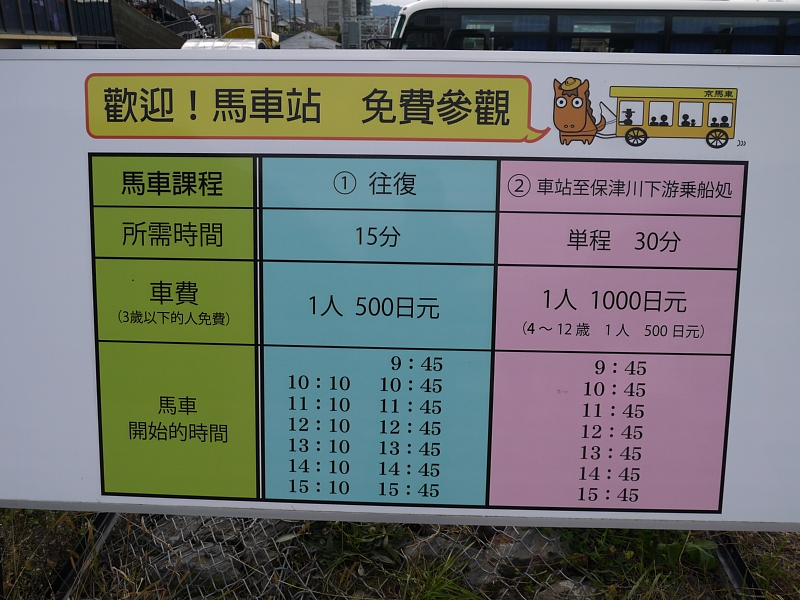 歡迎！馬車站　免費參觀
京馬車
馬車課程
① 往復
② 車站至保津川下游乗船処
所需時間
15分
単程　30分
車費
(3歲以下的人免費)
1人 500日元
1人 1000日元
(4～12歲　1人　500日元)
馬車
開始的時間
9：45
10：10　10：45
11：10　11：45
12：10　12：45
13：10　13：45
14：10　14：45
15：10　15：45
9：45
10：45
11：45
12：45
13：45
14：45
15：45